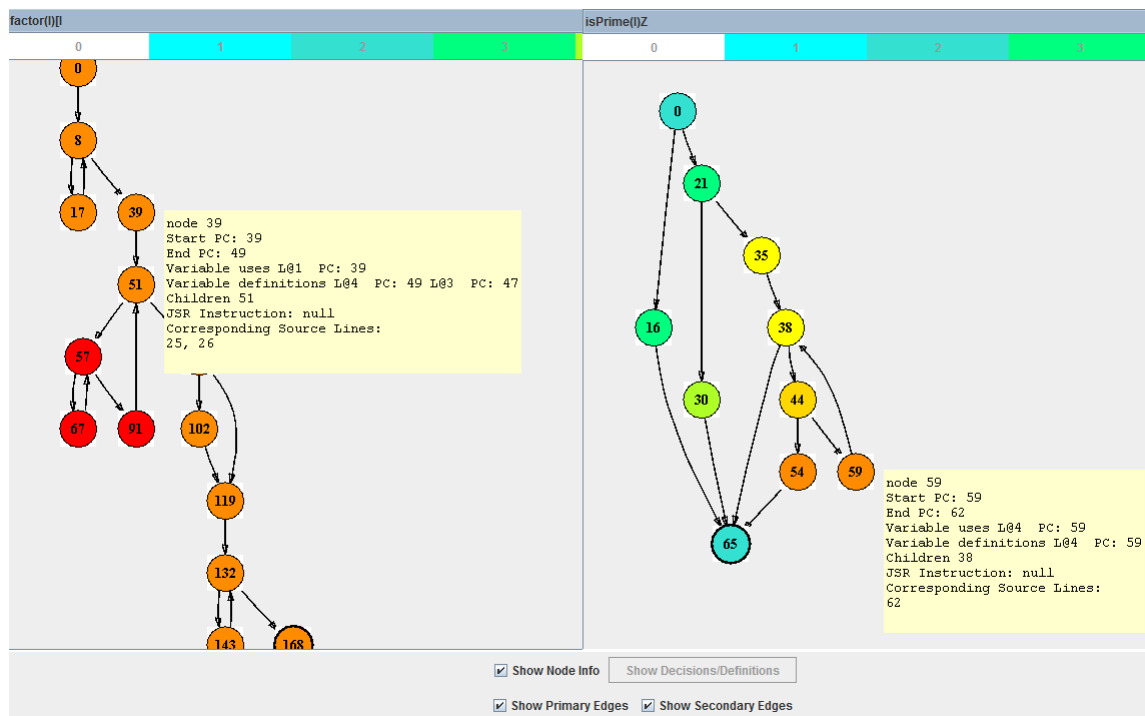 factor(I)[I
0 1 2 3
0
8
17 39
node 39
Start PC: 39
End PC: 49
Variable uses L@1 PC: 39
Variable definitions L@4 PC: 49 L@3 PC: 47
Children 51
JSR Instruction: null
Corresponding Source Lines:
25, 26
51
57
67 91 102
119
132
143 168
isPrime(I)Z
0 1 2 3
0
21
35
16 38
30 44
54 59
node 59
Start PC: 59
End PC: 62
Variable uses L@4 PC: 59
Variable definitions L@4 PC: 59
Children 38
JSR Instruction: null
Corresponding Source Lines:
62
65
Show Node Info Show Decisions/Definitions
Show Primary Edges Show Secondary Edges